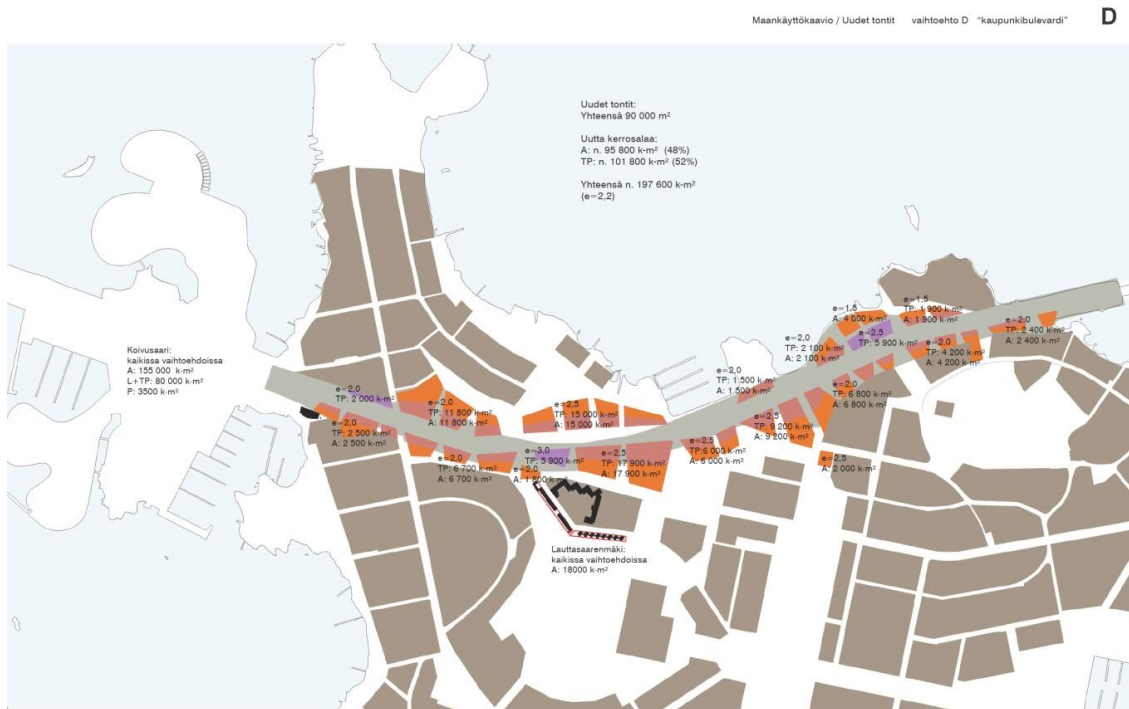 Maankäyttökaavio / Uudet tontit vaihtoehto D "kaupunkibulevardi" D
Uudet tontit:
Yhteensä 90 000 m²
Uutta kerrosalaa:
A: n. 95 800 k-m² (48%)
TP: n. 101 800 k-m² (52%)
Yhteensä n. 197 600 k-m²
(e=2,2)
Koivusaari:
kaikissa vaihtoehdoissa
A: 155 000 k-m²
L+TP: 80 000 k-m²
P: 3500 k-m²
e=2,0
TP: 2 000 k-m²
e=2,0
TP: 2 500 k-m²
A: 2 500 k-m²
e=2,0
TP: 11 800 k-m²
A: 11 800 k-m²
e=2,0
TP: 6 700 k-m²
A: 6 700 k-m²
e=3,0
TP: 5 900 k-m²
e=2,0
A: 1 800 k-m²
e=2,5
TP: 15 000 k-m²
A: 15 000 k-m²
e=2,5
TP: 17 900 k-m²
A: 17 900 k-m²
e=2,5
TP: 6 000 k-m²
A: 6 000 k-m²
e=2,0
TP: 1 500 k-m²
A: 1 500 k-m²
e=2,5
TP: 9 200 k-m²
A: 9 200 k-m²
e=2,0
TP: 2 100 k-m²
A: 2 100 k-m²
e=1,5
A: 4 000 k-m²
e=2,5
TP: 5 900 k-m²
e=1,5
TP: 1 900 k-m²
A: 1 900 k-m²
e=2,0
TP: 2 400 k-m²
A: 2 400 k-m²
e=2,0
TP: 4 200 k-m²
A: 4 200 k-m²
e=2,0
TP: 6 800 k-m²
A: 6 800 k-m²
e=2,5
A: 2 000 k-m²
Lauttasaarenmäki:
kaikissa vaihtoehdoissa
A: 18000 k-m²